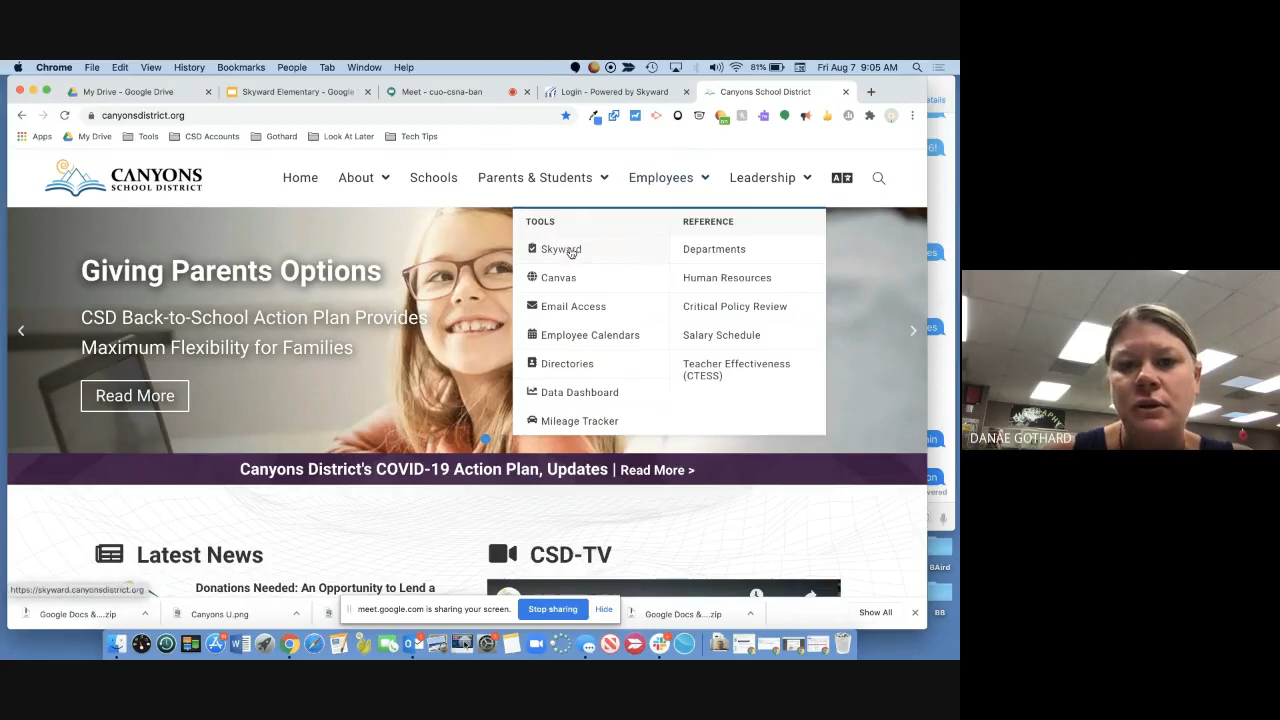 Chrome File Edit View History Bookmarks People Tab Window Help 81% Fri Aug 7 9:05 AM
My Drive - Google Drive
Skyward Elementary - Google
Meet - cuo-csna-ban
Login - Powered by Skyward
Canyons School District
etails
canyonsdistrict.org
Apps My Drive Tools CSD Accounts Gothard Look At Later Tech Tips
CANYONS
SCHOOL DISTRICT
Home About Schools Parents & Students Employees Leadership
TOOLS
Skyward
Canvas
Email Access
Employee Calendars
Directories
Data Dashboard
Mileage Tracker
REFERENCE
Departments
Human Resources
Critical Policy Review
Salary Schedule
Teacher Effectiveness
(CTESS)
Giving Parents Options
CSD Back-to-School Action Plan Provides
Maximum Flexibility for Families
Read More
Canyons District's COVID-19 Action Plan, Updates | Read More >
Latest News
CSD-TV
Donations Needed: An Opportunity to Lend a
https://skyward.canyonsdistrict.org
Google Docs &....zip
Canyons U.png
meet.google.com is sharing your screen. Stop sharing Hide
Google Docs &....zip
Show All
BAird
BB
DANAE GOTHARD